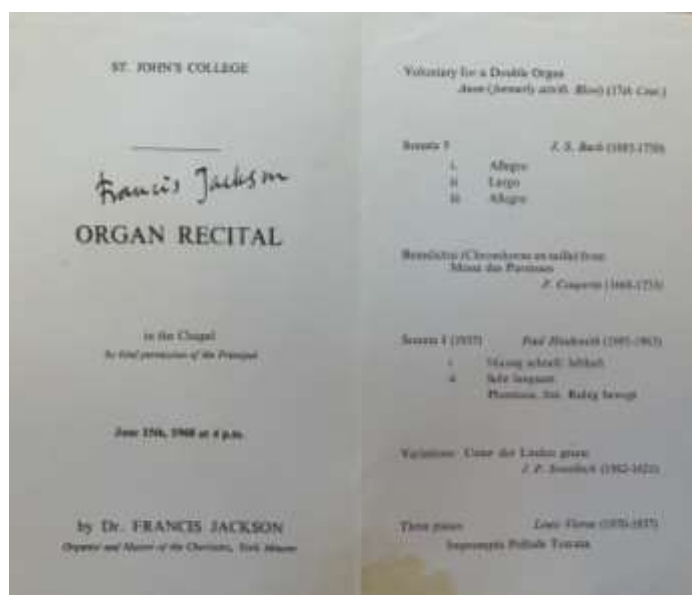 ST. JOHN'S COLLEGE
Francis Jackson
ORGAN RECITAL
in the Chapel
by kind permission of the Principal
June 15th, 1968 at 4 p.m.
by Dr. FRANCIS JACKSON
Organist and Master of the Choristers, York Minster
Voluntary for a Double Organ
Anon (formerly attrib. Blow) (17th Cent.)
Sonata 5 J. S. Bach (1685-1750)
i Allegro
ii Largo
iii Allegro
Benedictus (Chromhorne en taille) from
Messe des Paroisses
F. Couperin (1668-1733)
Sonata I (1937) Paul Hindemith (1895-1963)
i. Massig schnell: lebhaft
ii Sehr langsam
Phantasie, frei. Ruhig bewegt
Variations Unter der Linden grune
J. P. Sweelinck (1562-1621)
Three pieces Louis Vierne (1870-1937)
Impromptu Prélude Toccata